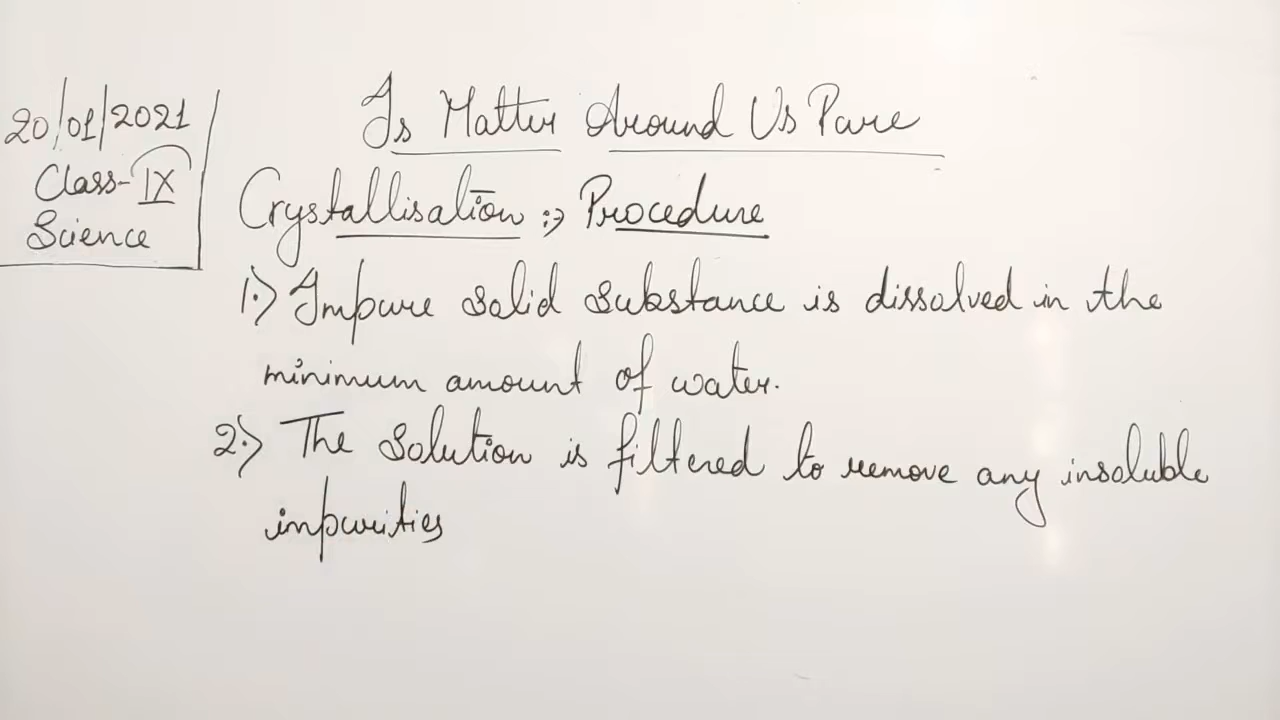 20/01/2021
Class-IX
Science
Is Matter Around Us Pure
Crystallisation :-> Procedure
1.) Impure solid substance is dissolved in the
minimum amount of water.
2.) The solution is filtered to remove any insoluble
impurities